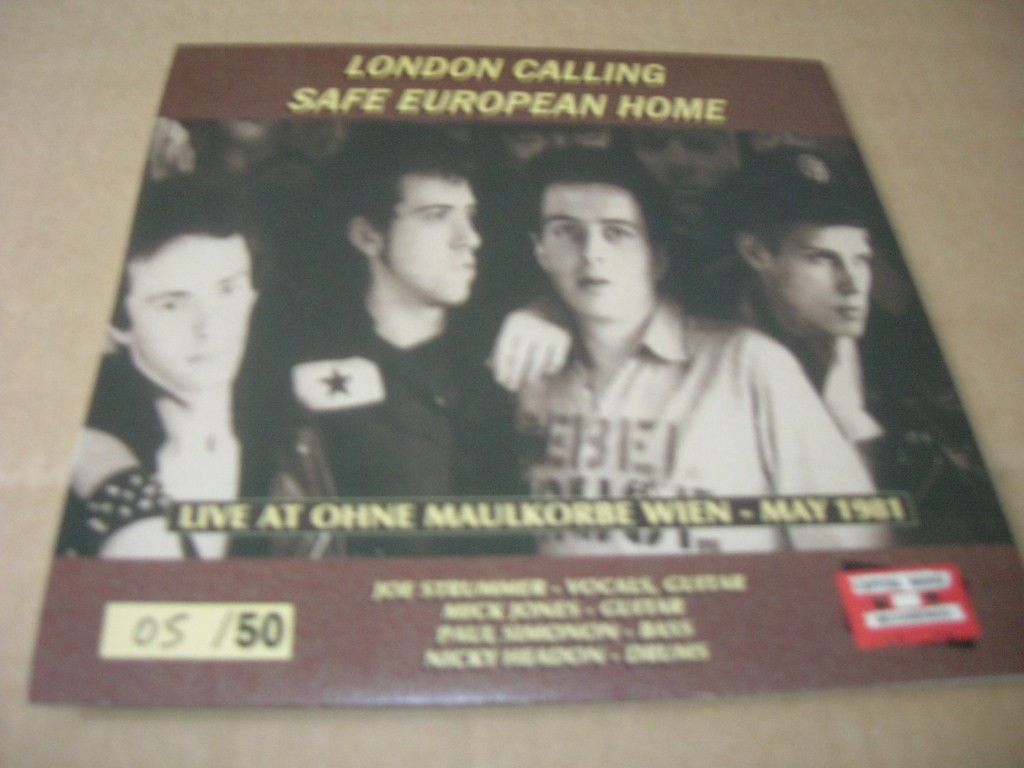 LONDON CALLING
SAFE EUROPEAN HOME
LIVE AT OHNE MAULKORBE WIEN - MAY 1981
JOE STRUMMER - VOCALS, GUITAR
MICK JONES - GUITAR
PAUL SIMONON - BASS
NICKY HEADON - DRUMS
05 /50